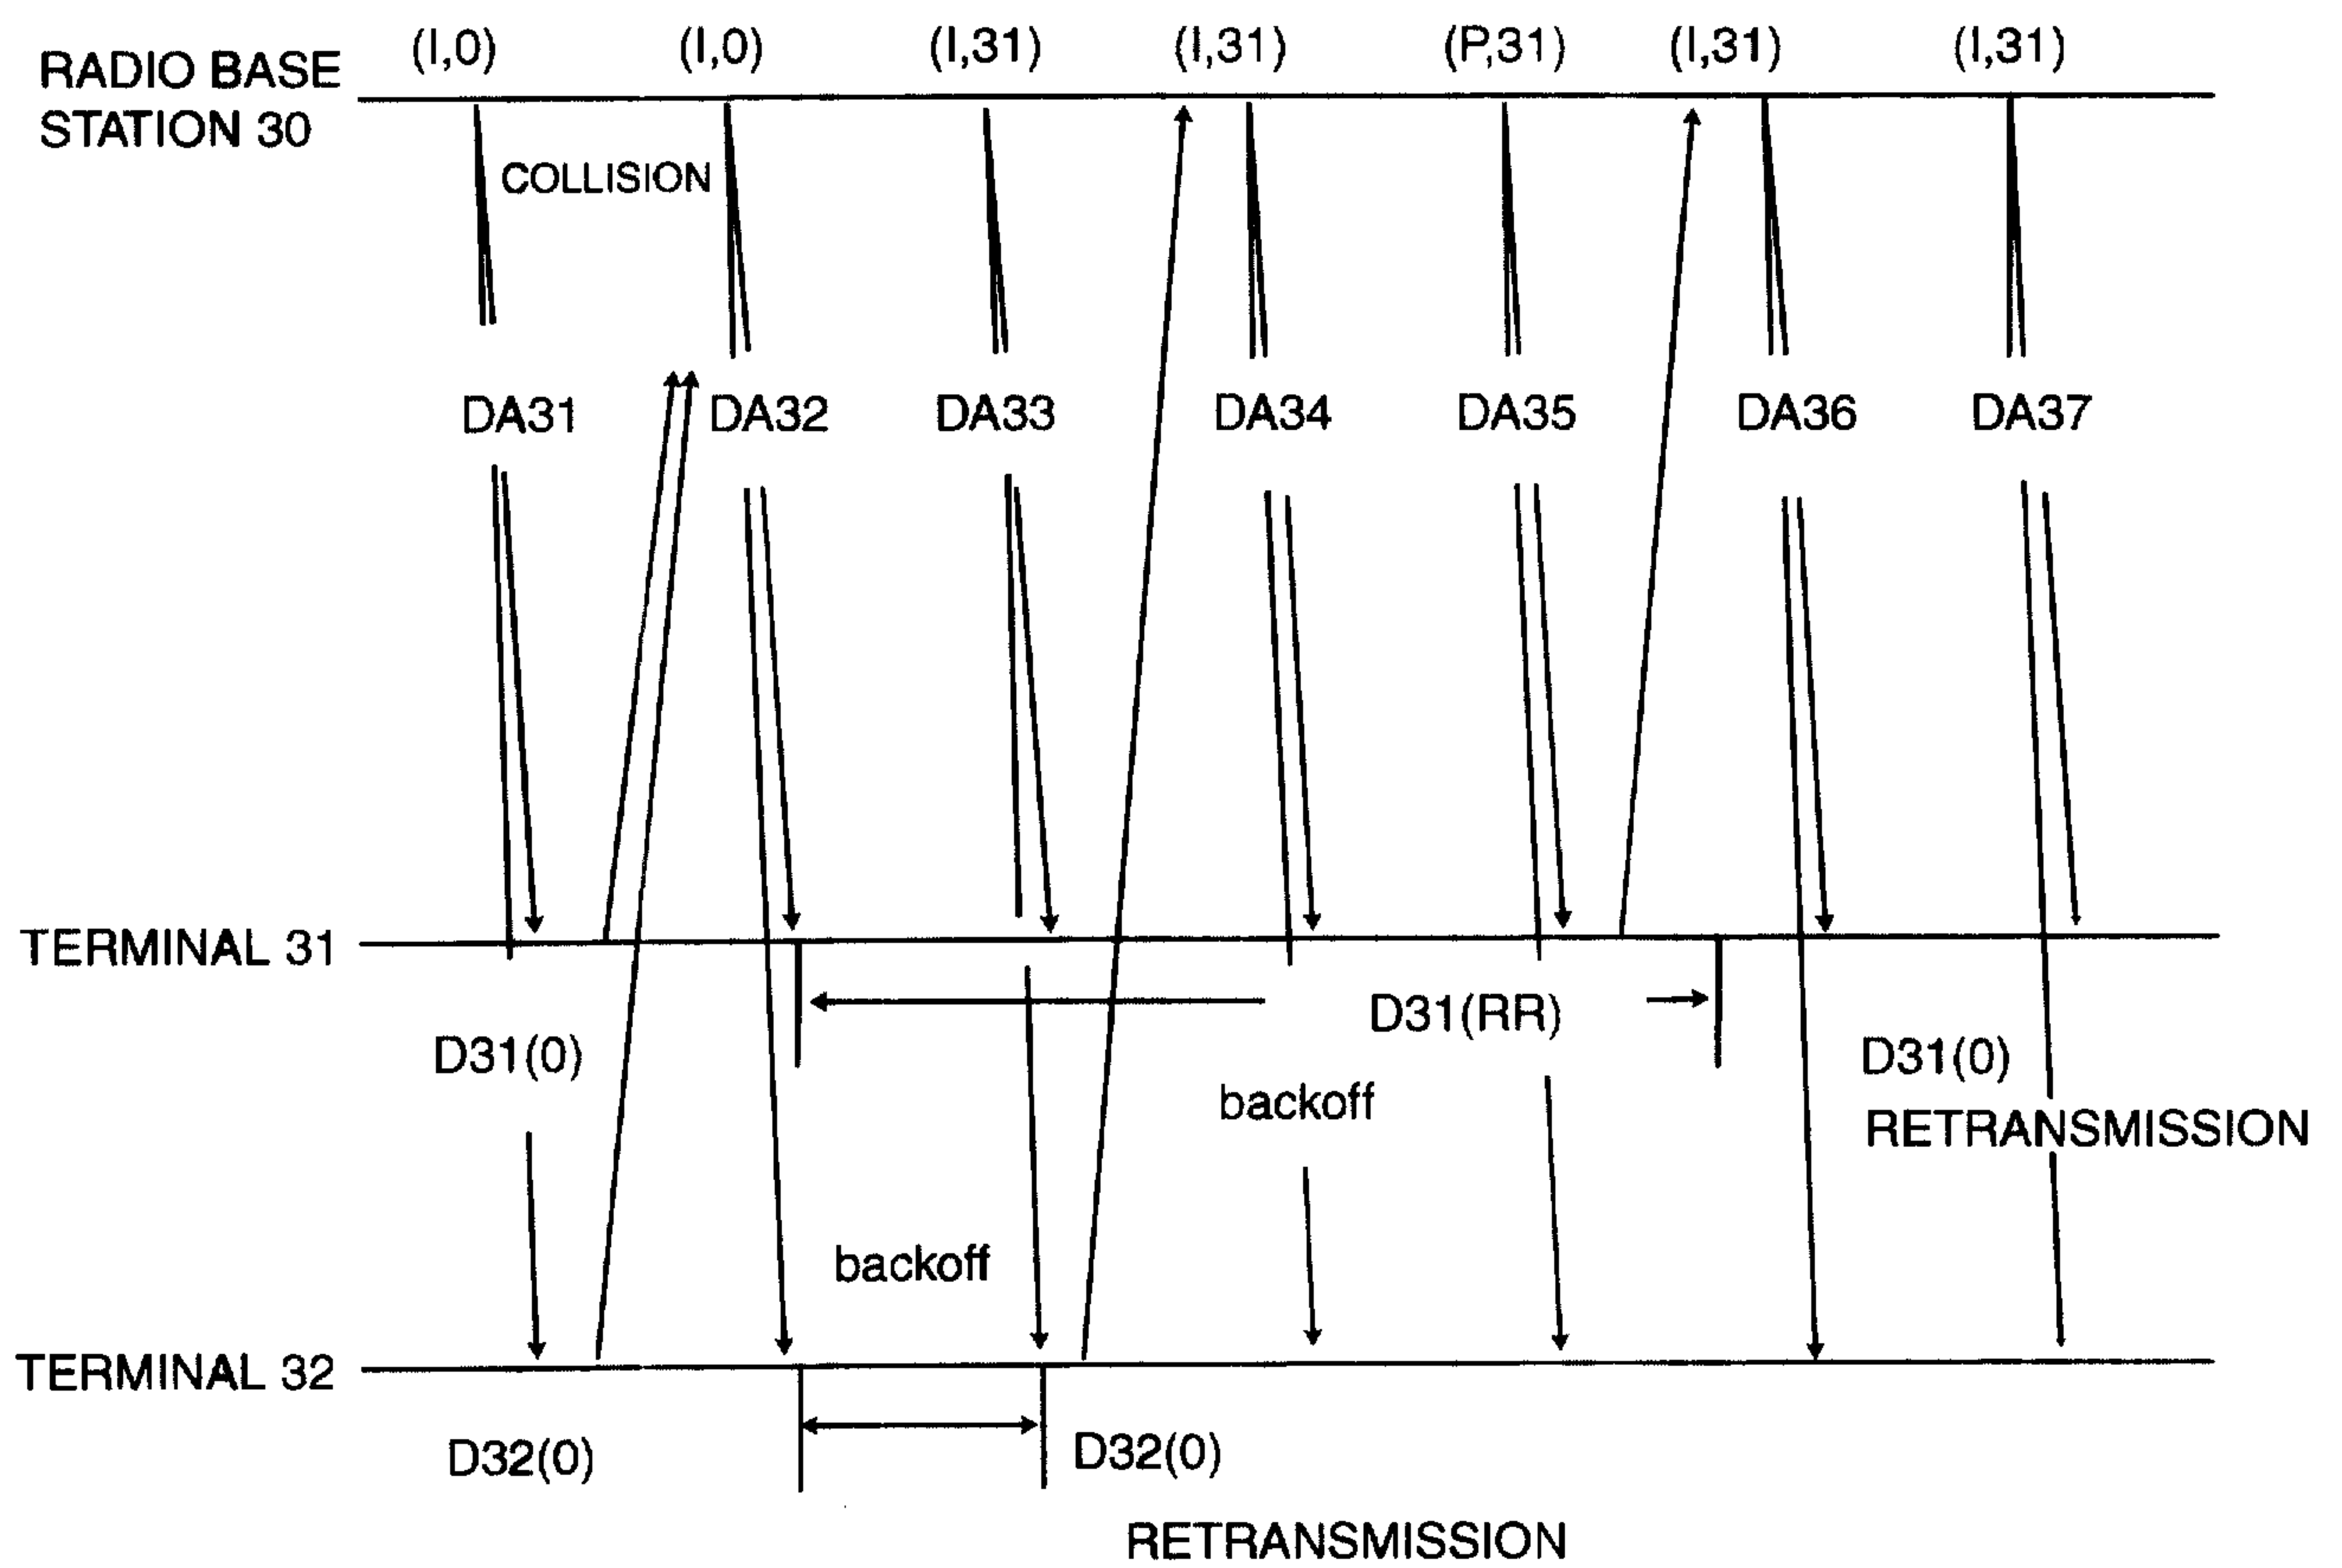 (I,0) (I,0) (I,31) (I,31) (P,31) (I,31) (I,31)
RADIO BASE
STATION 30
COLLISION
DA31 DA32 DA33 DA34 DA35 DA36 DA37
TERMINAL 31
D31(RR)
D31(0) D31(0)
backoff
RETRANSMISSION
backoff
TERMINAL 32
D32(0) D32(0)
RETRANSMISSION